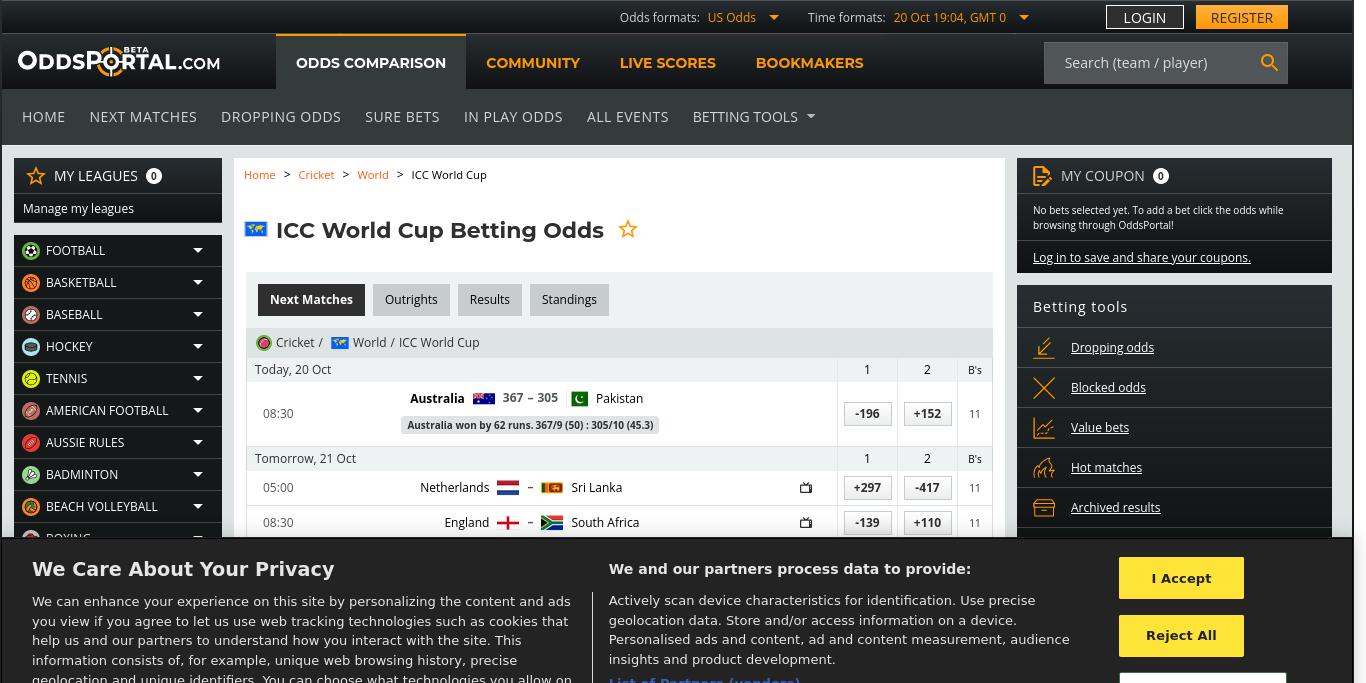 Odds formats: US Odds Time formats: 20 Oct 19:04, GMT 0 LOGIN REGISTER
ODDSPORTAL.COM BETA
ODDS COMPARISON COMMUNITY LIVE SCORES BOOKMAKERS Search (team / player)
HOME NEXT MATCHES DROPPING ODDS SURE BETS IN PLAY ODDS ALL EVENTS BETTING TOOLS
MY LEAGUES 0
Manage my leagues
FOOTBALL
BASKETBALL
BASEBALL
HOCKEY
TENNIS
AMERICAN FOOTBALL
AUSSIE RULES
BADMINTON
BEACH VOLLEYBALL
BOXING
Home > Cricket > World > ICC World Cup
ICC World Cup Betting Odds
Next Matches Outrights Results Standings
Cricket / World / ICC World Cup
Today, 20 Oct 1 2 B's
08:30 Australia 367 – 305 Pakistan -196 +152 11
Australia won by 62 runs. 367/9 (50) : 305/10 (45.3)
Tomorrow, 21 Oct 1 2 B's
05:00 Netherlands – Sri Lanka +297 -417 11
08:30 England – South Africa -139 +110 11
MY COUPON 0
No bets selected yet. To add a bet click the odds while
browsing through OddsPortal!
Log in to save and share your coupons.
Betting tools
Dropping odds
Blocked odds
Value bets
Hot matches
Archived results
We Care About Your Privacy
We can enhance your experience on this site by personalizing the content and ads
you view if you agree to let us use web tracking technologies such as cookies that
help us and our partners to understand how you interact with the site. This
information consists of, for example, unique web browsing history, precise
geolocation and unique identifiers. You can choose what technologies you allow on
We and our partners process data to provide:
Actively scan device characteristics for identification. Use precise
geolocation data. Store and/or access information on a device.
Personalised ads and content, ad and content measurement, audience
insights and product development.
List of Partners (vendors)
I Accept
Reject All